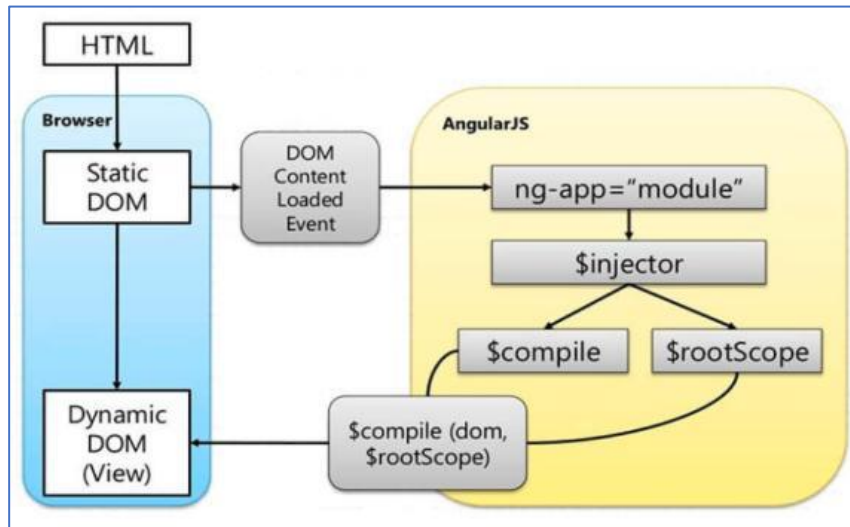 HTML
Browser
AngularJS
Static
DOM
DOM
Content
Loaded
Event
ng-app=“module”
$injector
$compile
$rootScope
Dynamic
DOM
(View)
$compile (dom,
$rootScope)